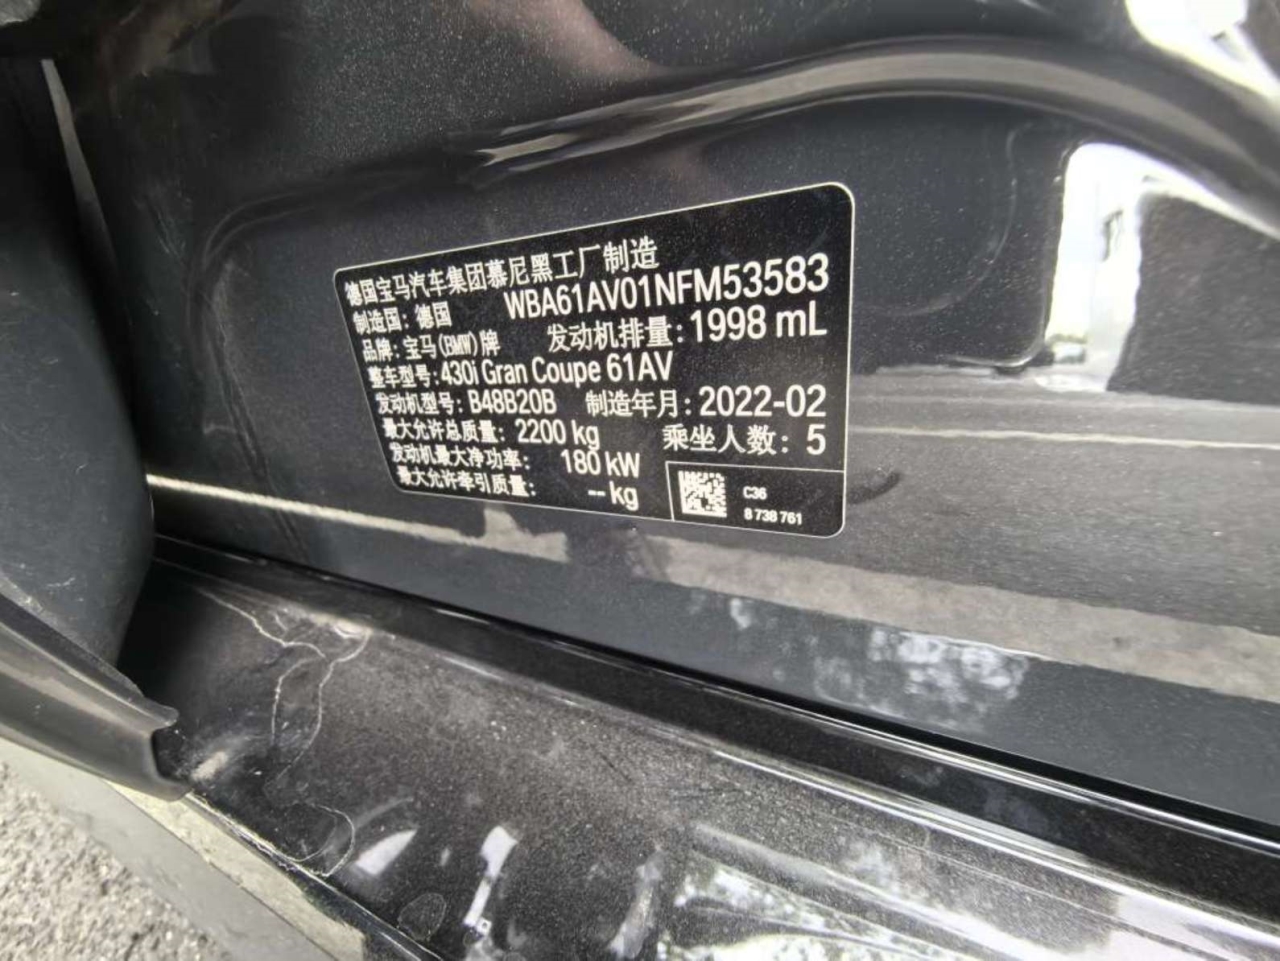 德国宝马汽车集团慕尼黑工厂制造
制造国：德国 WBA61AV01NFM53583
品牌：宝马(BMW)牌 发动机排量：1998 mL
整车型号：430i Gran Coupe 61AV
发动机型号：B48B20B 制造年月：2022-02
最大允许总质量：2200 kg 乘坐人数：5
发动机最大净功率：180 kW
最大允许牵引质量：-- kg
C36
8 738 761